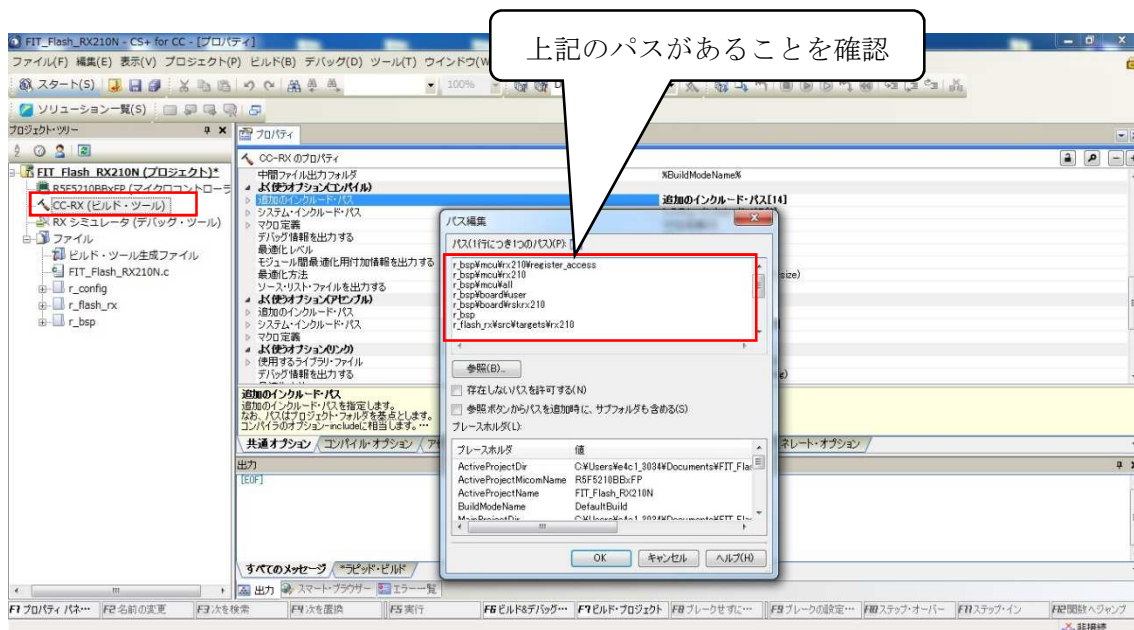 上記のパスがあることを確認
FIT_Flash_RX210N - CS+ for CC - [プロパティ]
ファイル(F) 編集(E) 表示(V) プロジェクト(P) ビルド(B) デバッグ(D) ツール(T) ウインドウ(W
スタート(S)
100%
ソリューション一覧(S)
プロジェクト・ツリー
プロパティ
FIT_Flash_RX210N (プロジェクト)*
R5F5210BBxFP (マイクロコントローラ
CC-RX (ビルド・ツール)
RX シミュレータ (デバッグ・ツール)
ファイル
ビルド・ツール生成ファイル
FIT_Flash_RX210N.c
r_config
r_flash_rx
r_bsp
CC-RX のプロパティ
中間ファイル出力フォルダ
%BuildModeName%
よく使うオプション(コンパイル)
追加のインクルード・パス
追加のインクルード・パス[14]
システム・インクルード・パス
マクロ定義
デバッグ情報を出力する
最適化レベル
モジュール間最適化用付加情報を出力する
最適化方法
size)
ソース・リスト・ファイルを出力する
よく使うオプション(アセンブル)
追加のインクルード・パス
システム・インクルード・パス
マクロ定義
よく使うオプション(リンク)
使用するライブラリ・ファイル
デバッグ情報を出力する
追加のインクルード・パス
追加のインクルード・パスを指定します。
なお、パスはプロジェクト・フォルダを基点とします。
コンパイラのオプション-includeに相当します。…
共通オプション
コンパイル・オプション
ネレート・オプション
出力
[EOF]
すべてのメッセージ
*ラピッド・ビルド
出力
スマート・ブラウザー
エラー一覧
パス編集
パス(1行につき1つのパス)(P):
r_bsp¥mcu¥rx210¥register_access
r_bsp¥mcu¥rx210
r_bsp¥mcu¥all
r_bsp¥board¥user
r_bsp¥board¥rskrx210
r_bsp
r_flash_rx¥src¥targets¥rx210
参照(B)...
存在しないパスを許可する(N)
参照ボタンからパスを追加時に、サブフォルダも含める(S)
プレースホルダ(L):
プレースホルダ 値
ActiveProjectDir C:¥Users¥e4c1_3034¥Documents¥FIT_Flas
ActiveProjectMicomName R5F5210BBxFP
ActiveProjectName FIT_Flash_RX210N
BuildModeName DefaultBuild
MainProjectDir C:¥Users¥e4c1_3034¥Documents¥FIT_Flas
OK キャンセル ヘルプ(H)
F1 プロパティ パネ… F2 名前の変更 F3 次を検索 F4 次を置換 F5 実行 F6 ビルド&デバッグ… F7 ビルド・プロジェクト F8 ブレークせずに… F9 ブレークの設定… F10 ステップ・オーバー F11 ステップ・イン F12 関数へジャンプ
非接続